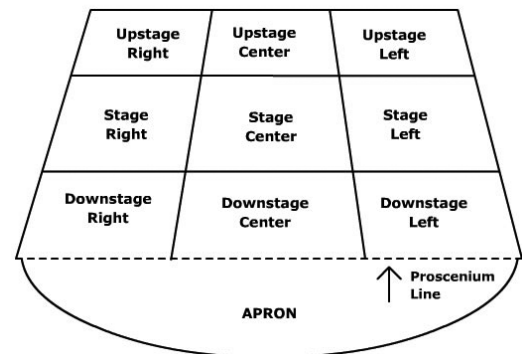 Upstage
Right
Upstage
Center
Upstage
Left
Stage
Right
Stage
Center
Stage
Left
Downstage
Right
Downstage
Center
Downstage
Left
Proscenium
Line
APRON